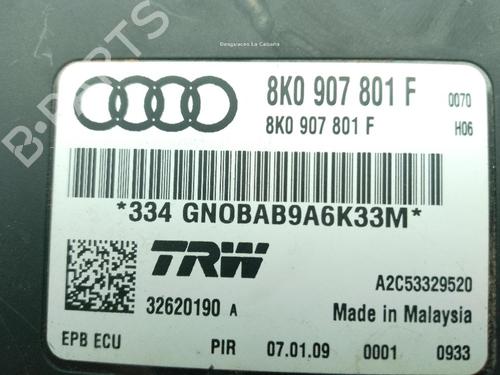 Desguaces La Cabaña
B-PARTS
8K0 907 801 F 0070
8K0 907 801 F H06
*334 GNOBAB9A6K33M*
TRW
A2C53329520
32620190 A Made in Malaysia
EPB ECU PIR 07.01.09 0001 0933